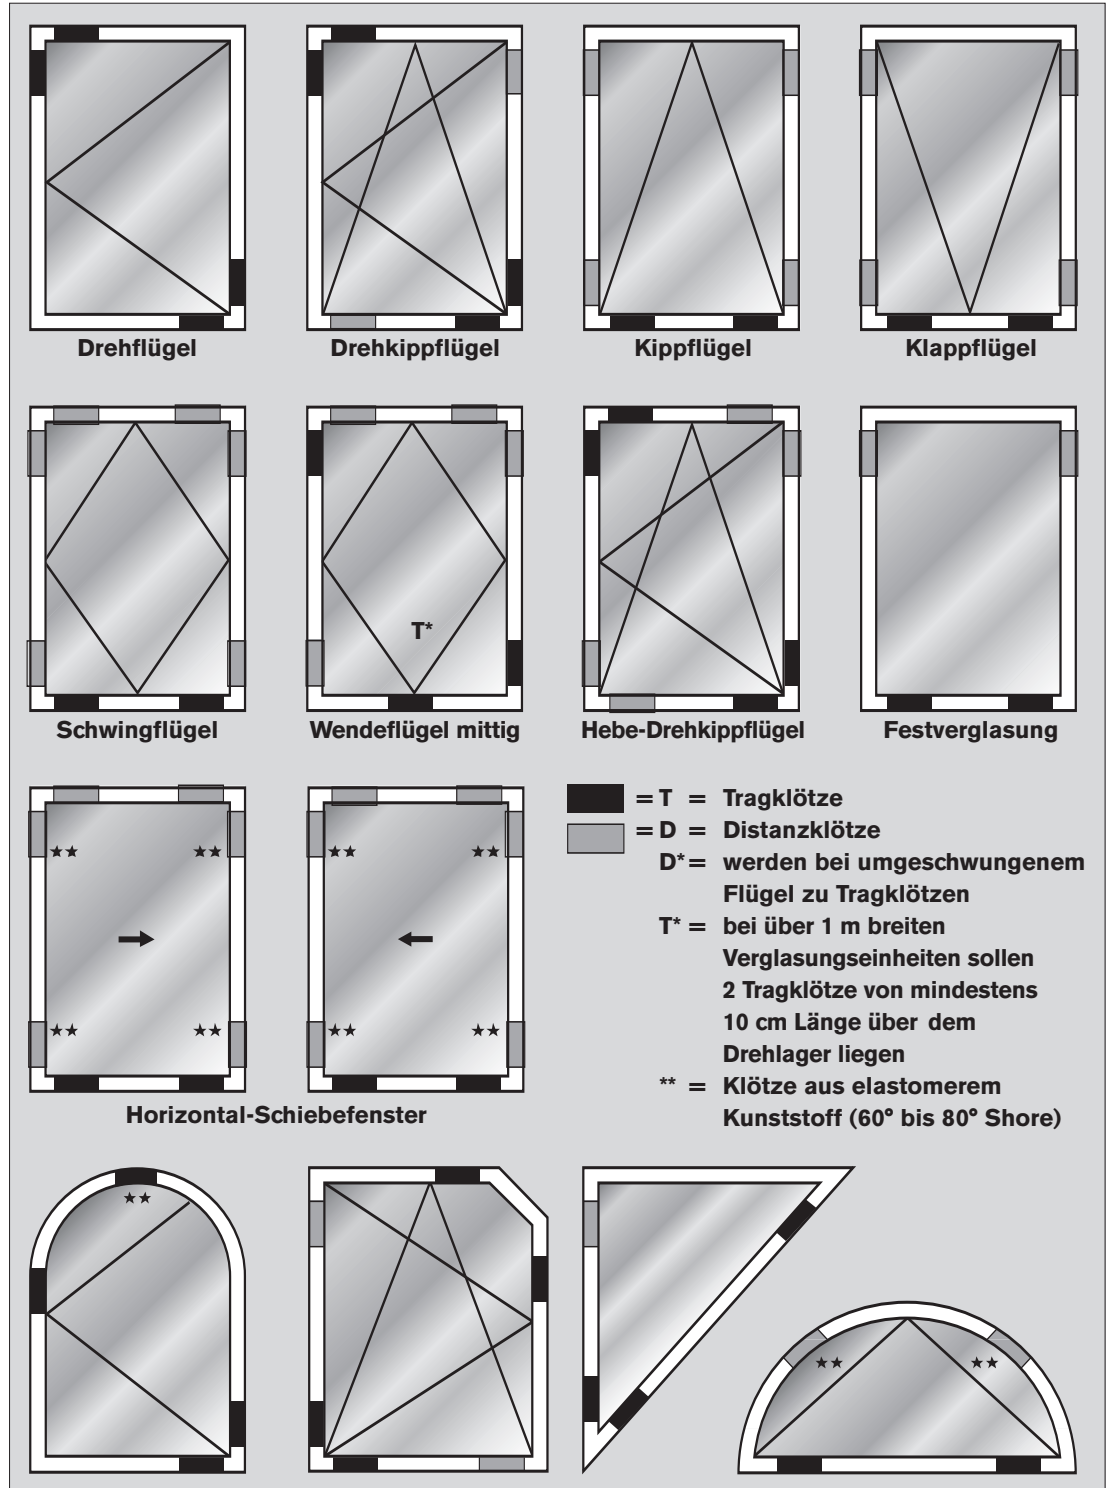 Drehflügel
Drehkippflügel
Kippflügel
Klappflügel
T*
Schwingflügel
Wendeflügel mittig
Hebe-Drehkippflügel
Festverglasung
★★ ★★
★★ ★★
★★ ★★
★★ ★★
Horizontal-Schiebefenster
= T = Tragklötze
= D = Distanzklötze
D* = werden bei umgeschwungenem
Flügel zu Tragklötzen
T* = bei über 1 m breiten
Verglasungseinheiten sollen
2 Tragklötze von mindestens
10 cm Länge über dem
Drehlager liegen
** = Klötze aus elastomerem
Kunststoff (60° bis 80° Shore)
★★
★★ ★★